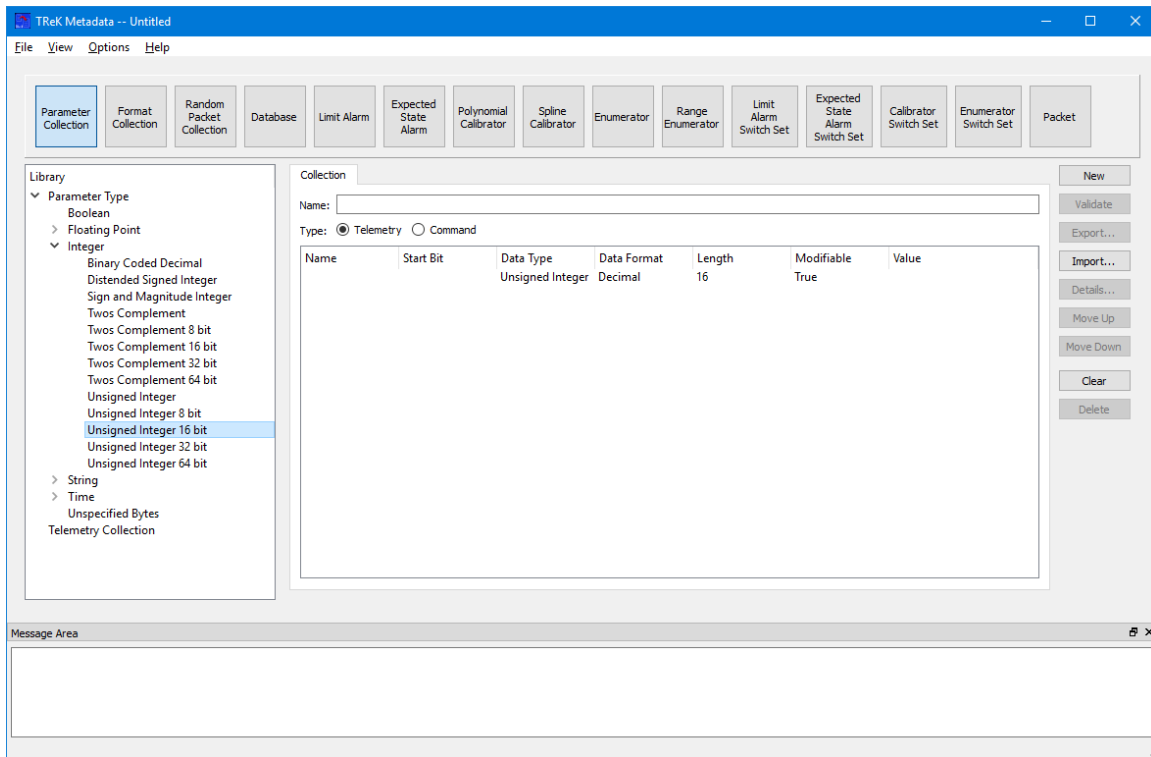 TReK Metadata -- Untitled
File View Options Help
Parameter Collection
Format Collection
Random Packet Collection
Database
Limit Alarm
Expected State Alarm
Polynomial Calibrator
Spline Calibrator
Enumerator
Range Enumerator
Limit Alarm Switch Set
Expected State Alarm Switch Set
Calibrator Switch Set
Enumerator Switch Set
Packet
Library
Parameter Type
Boolean
Floating Point
Integer
Binary Coded Decimal
Distended Signed Integer
Sign and Magnitude Integer
Twos Complement
Twos Complement 8 bit
Twos Complement 16 bit
Twos Complement 32 bit
Twos Complement 64 bit
Unsigned Integer
Unsigned Integer 8 bit
Unsigned Integer 16 bit
Unsigned Integer 32 bit
Unsigned Integer 64 bit
String
Time
Unspecified Bytes
Telemetry Collection
Collection
Name:
Type: Telemetry Command
Name Start Bit Data Type Data Format Length Modifiable Value
Unsigned Integer Decimal 16 True
New
Validate
Export...
Import...
Details...
Move Up
Move Down
Clear
Delete
Message Area